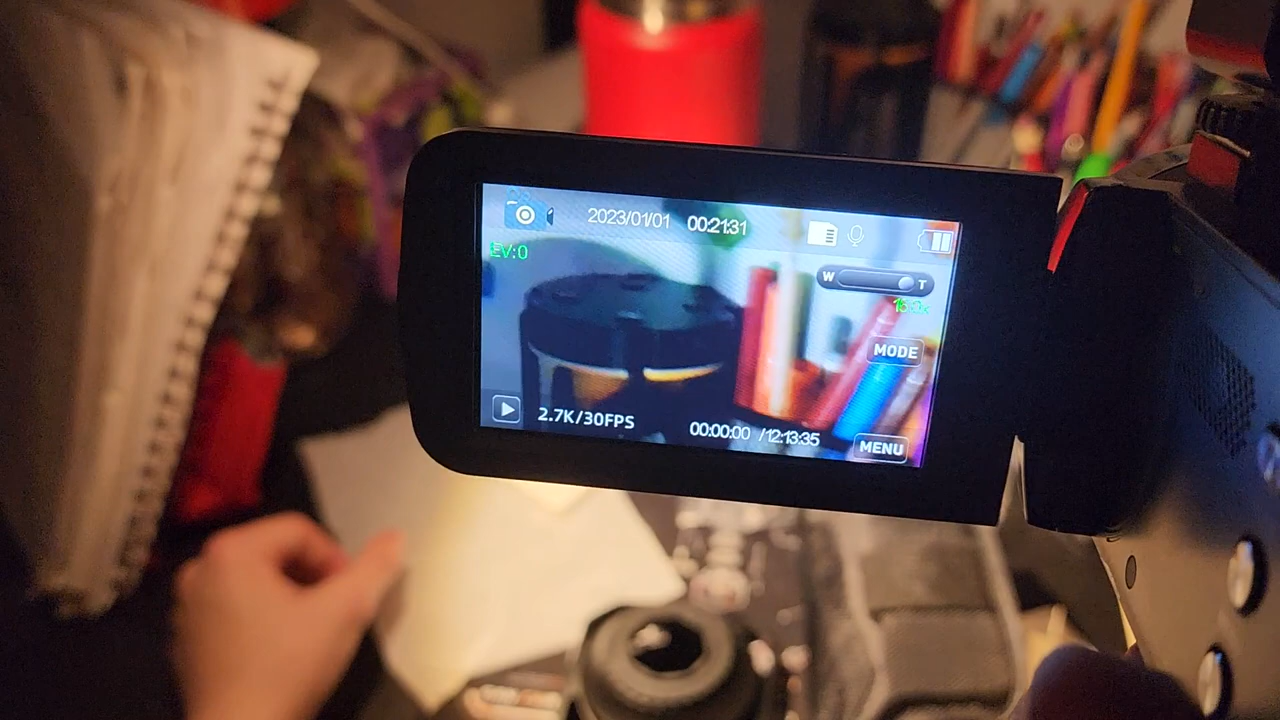 2023/01/01 00:21:31
EV:0
W T
MODE
2.7K/30FPS
00:00:00 /12:13:35
MENU